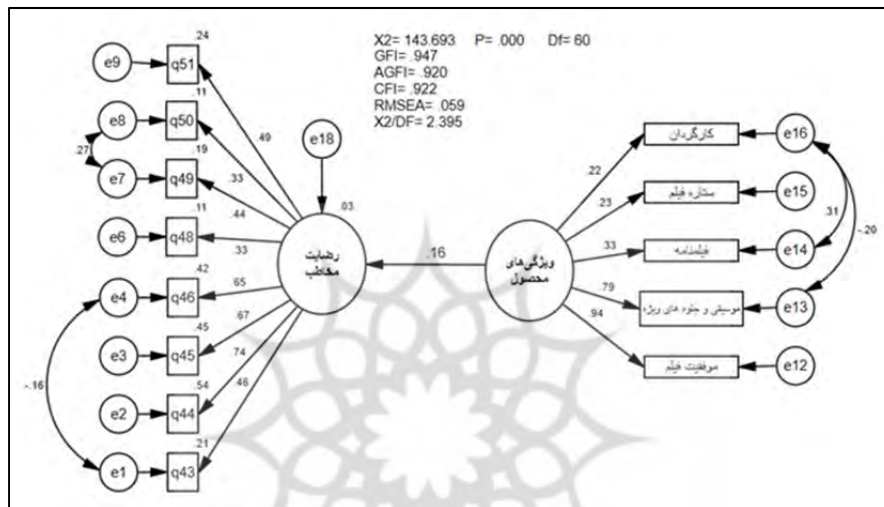 X2= 143.693 P= .000 Df= 60
GFI= .947
AGFI= .920
CFI= .922
RMSEA= .059
X2/DF= 2.395
.24
e9
q51
.11
e8
q50
.27
.19
e7
q49
.11
e6
q48
.42
e4
q46
.45
e3
q45
-.16
.54
e2
q44
.21
e1
q43
.49
.33
.44
.33
.65
.67
.74
.46
e18
.03
رضایت
مخاطب
.16
ویژگی‌های
محتسول
.22
.23
.33
.79
.94
کارگردان
ستاره فیلم
فیلمنامه
موسیقی و جلوه های ویژه
موفقیت فیلم
e16
e15
.31
e14
-.20
e13
e12